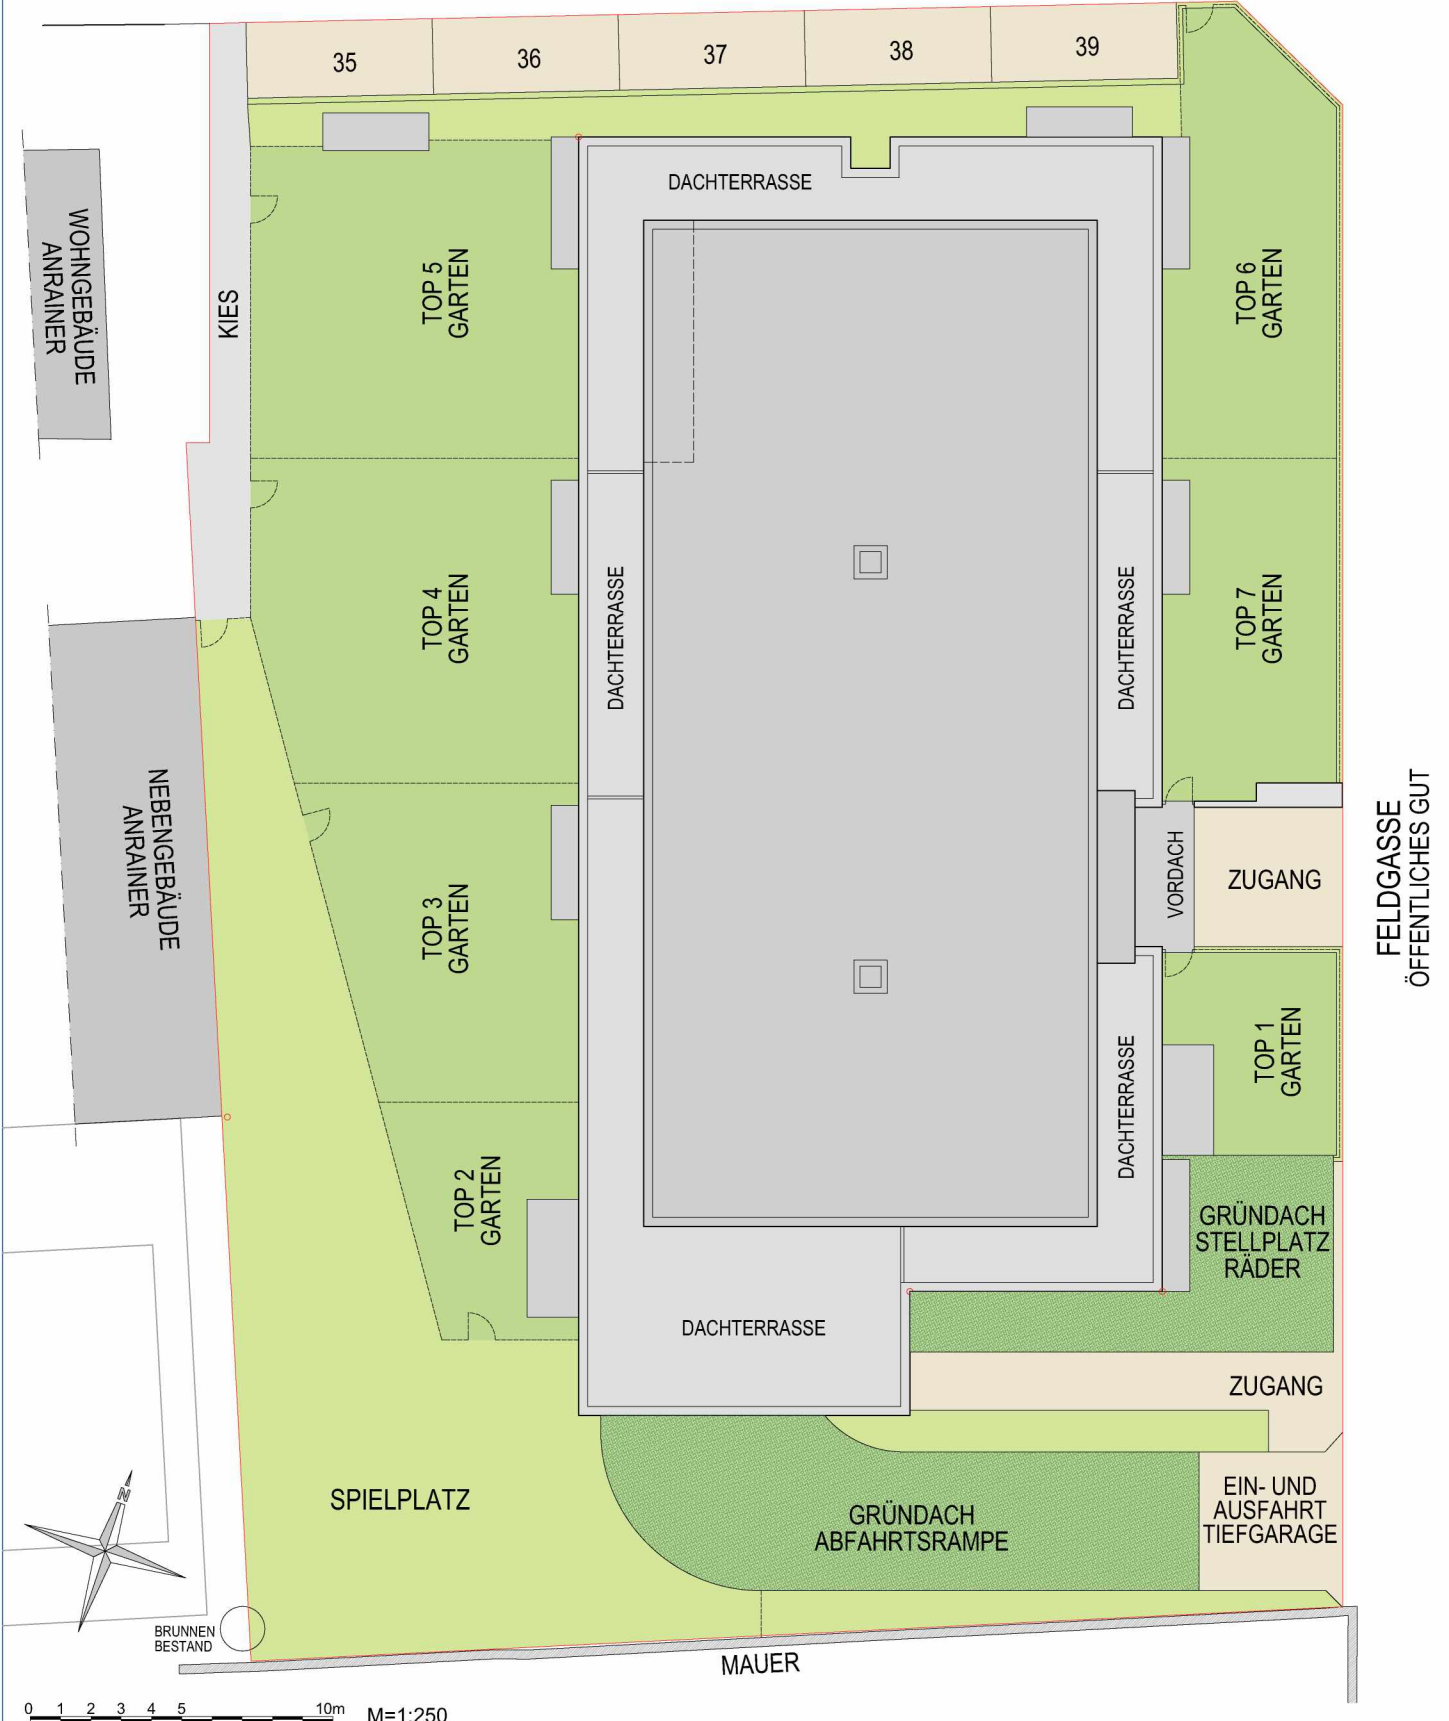 35
36
37
38
39
DACHTERRASSE
WOHNGEBÄUDE
ANRAINER
KIES
TOP 5
GARTEN
TOP 6
GARTEN
TOP 4
GARTEN
DACHTERRASSE
DACHTERRASSE
TOP 7
GARTEN
NEBENGEBÄUDE
ANRAINER
TOP 3
GARTEN
VORDACH
ZUGANG
FELDGASSE
ÖFFENTLICHES GUT
TOP 1
GARTEN
DACHTERRASSE
TOP 2
GARTEN
GRÜNDACH
STELLPLATZ
RÄDER
DACHTERRASSE
ZUGANG
SPIELPLATZ
GRÜNDACH
ABFAHRTSRAMPE
EIN- UND
AUSFAHRT
TIEFGARAGE
N
BRUNNEN
BESTAND
MAUER
0 1 2 3 4 5 10m
M=1:250